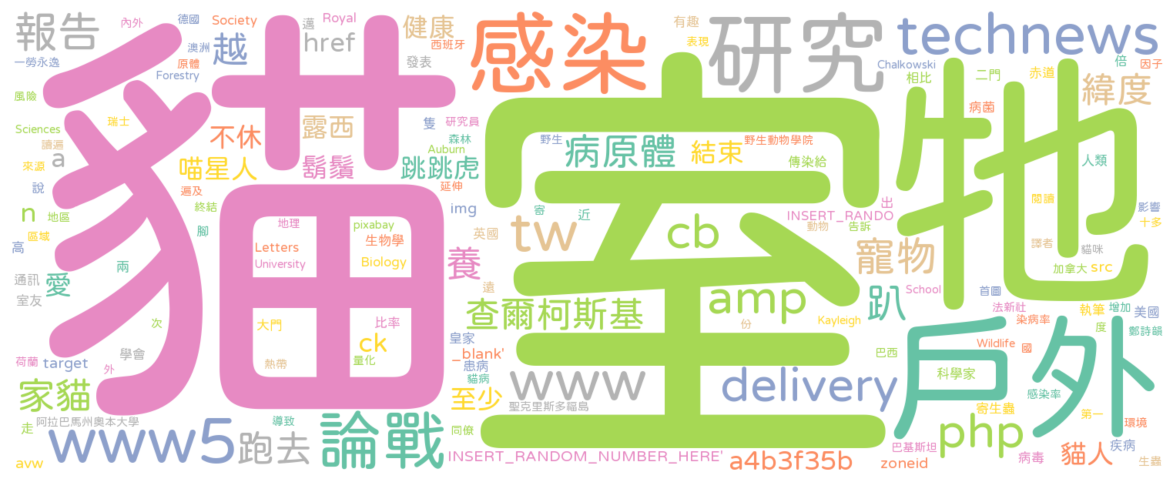 報告
內外
德國
Society
邁
Royal
健康
感染
研究
有趣
表現
technews
一勞永逸
澳洲
原體
Forestry
越
href
西班牙
發表
Chalkowski
相比
二門
赤道
倍
因子
緯度
風險
貓
室
牠
病菌
Sciences
瑞士
讀遍
不休
露西
隻
研究員
森林
Auburn
野生
病原體
結束
野生動物學院
傳染給
人類
來源
a
喵星人
鬍鬚
跳跳虎
延伸
說
遍及
n
地區
終結
地理
pixabay
img
寄
近
INSERT_RANDO
出
閱讀
影響
十多
高
區域
腳
Letters
生物學
英國
tw
cb
動物
告訴
寵物
譯者
貓咪
通訊
愛
兩
University
Biology
養
遠
amp
加拿大
src
室友
School
首圖
趴
次
大門
比率
查爾柯斯基
份
Kayleigh
法新社
執筆
增加
美國
學會
ck
皇家
染病率
度
鄭詩韻
荷蘭
target
外
熱帶
量化
_blank'
患病
貓病
巴西
Wildlife
國
戶外
家貓
至少
www
delivery
科學家
阿拉巴馬州奧本大學
聖克里斯多福島
寄生蟲
感染率
第一
走
www5
跑去
導致
論戰
同儕
php
環境
巴基斯坦
貓人
疾病
avw
INSERT_RANDOM_NUMBER_HERE'
a4b3f35b
zoneid
病毒
生蟲